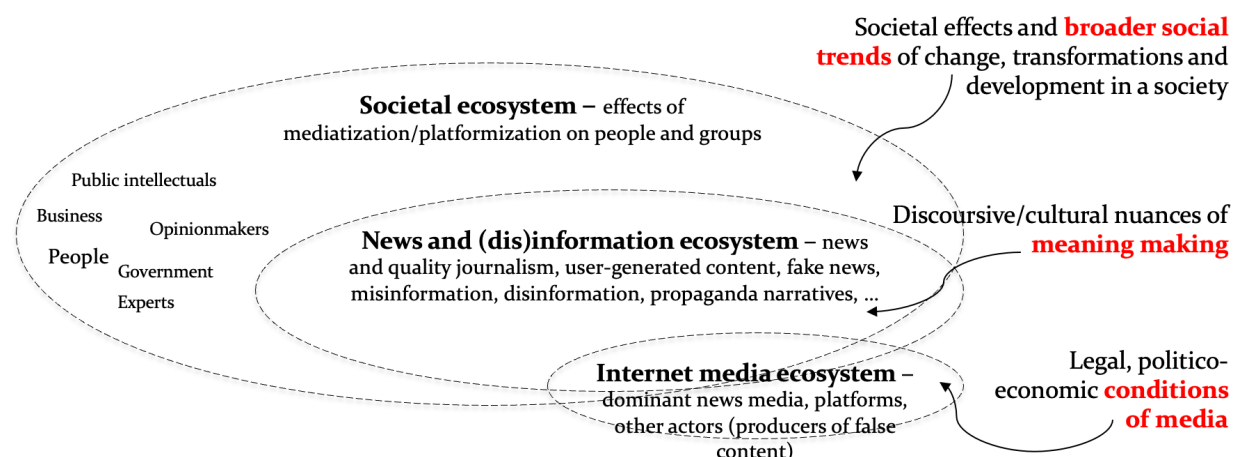 Societal effects and broader social
trends of change, transformations and
development in a society
Societal ecosystem – effects of
mediatization/platformization on people and groups
Public intellectuals
Business
Opinionmakers
People
Government
Experts
Discoursive/cultural nuances of
meaning making
News and (dis)information ecosystem – news
and quality journalism, user-generated content, fake news,
misinformation, disinformation, propaganda narratives, ...
Legal, politico-
economic conditions
of media
Internet media ecosystem –
dominant news media, platforms,
other actors (producers of false
content)